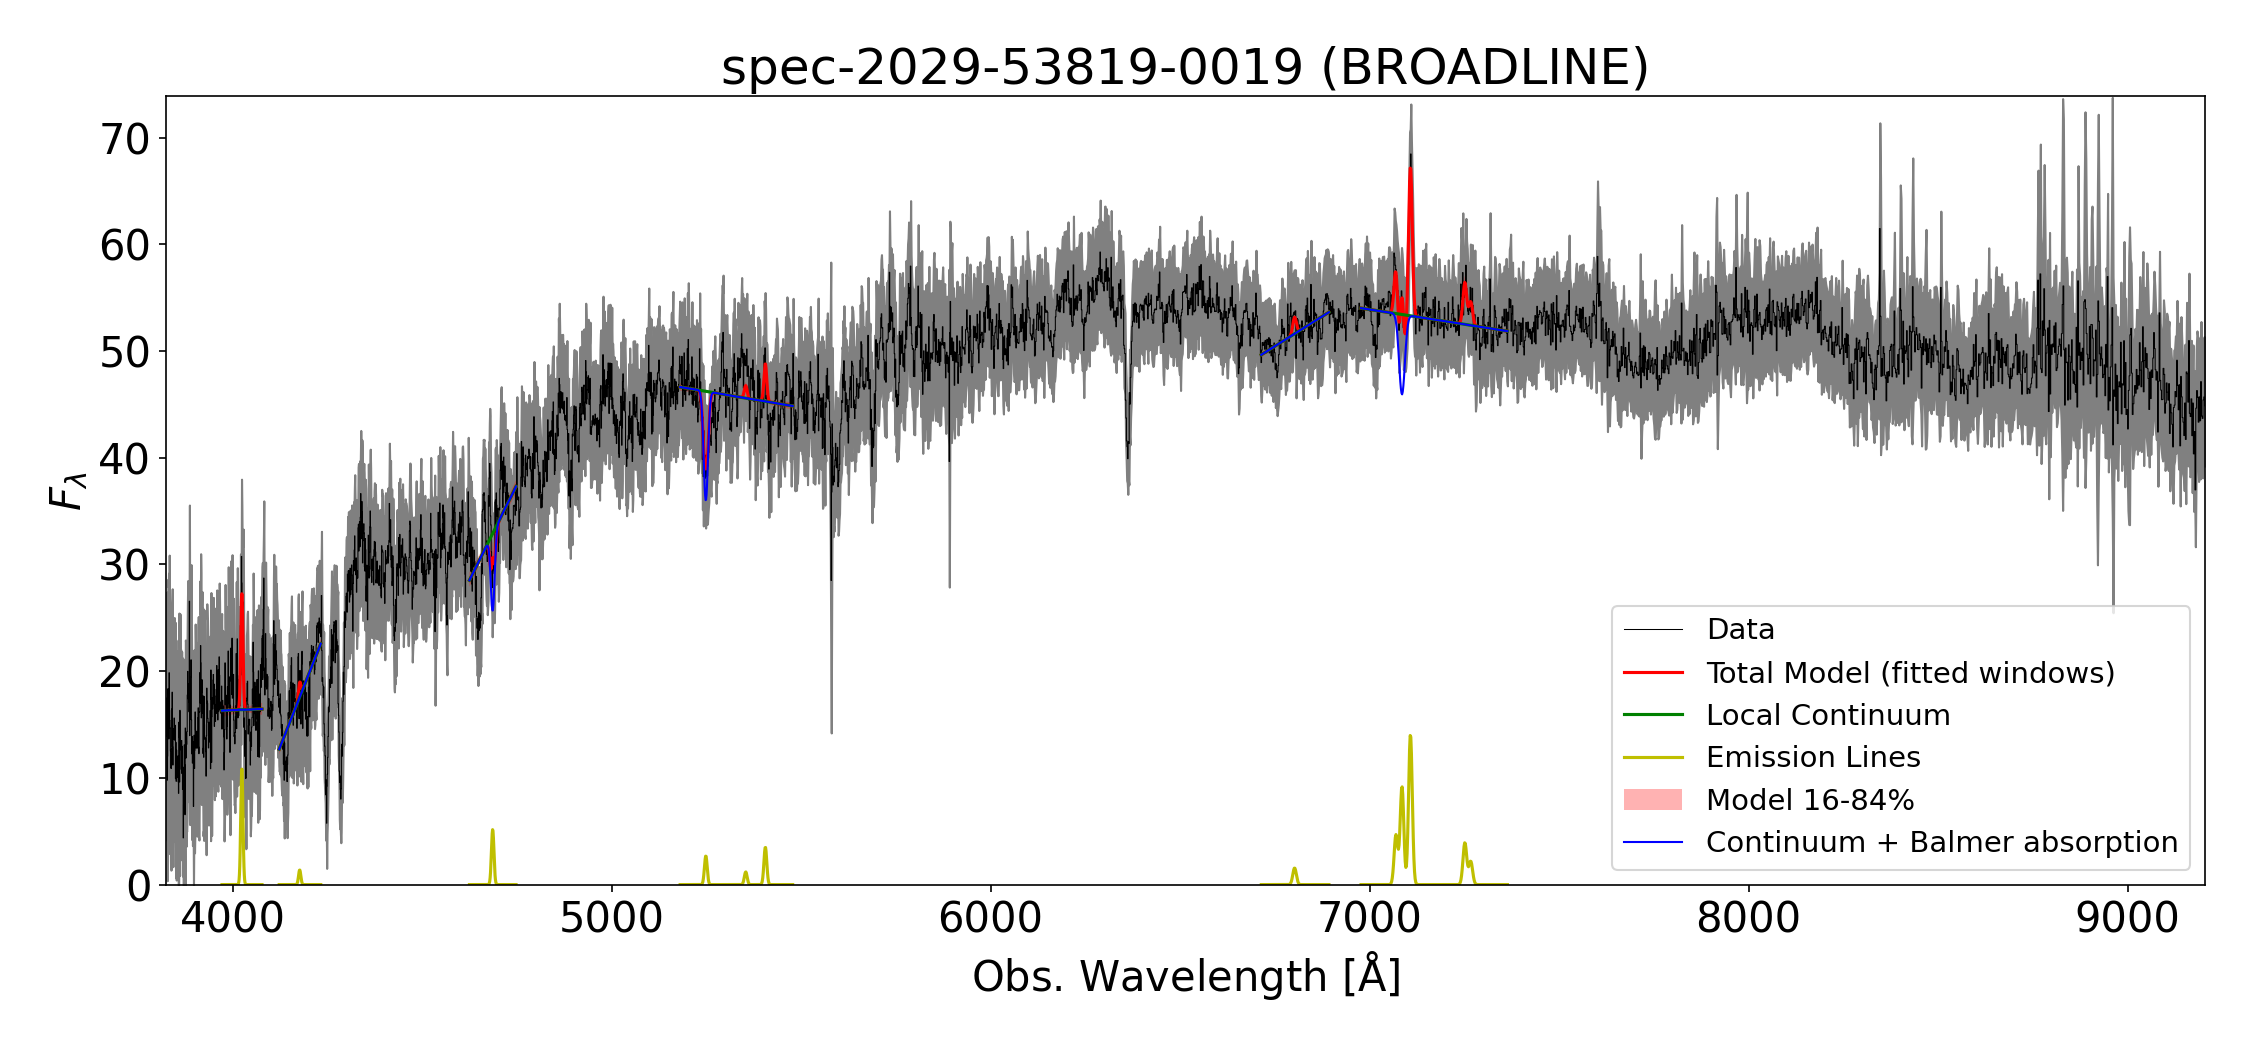 spec-2029-53819-0019 (BROADLINE)
70
60
50
40
30
20
10
0
Fλ
4000 5000 6000 7000 8000 9000
Obs. Wavelength [Å]
Data
Total Model (fitted windows)
Local Continuum
Emission Lines
Model 16-84%
Continuum + Balmer absorption